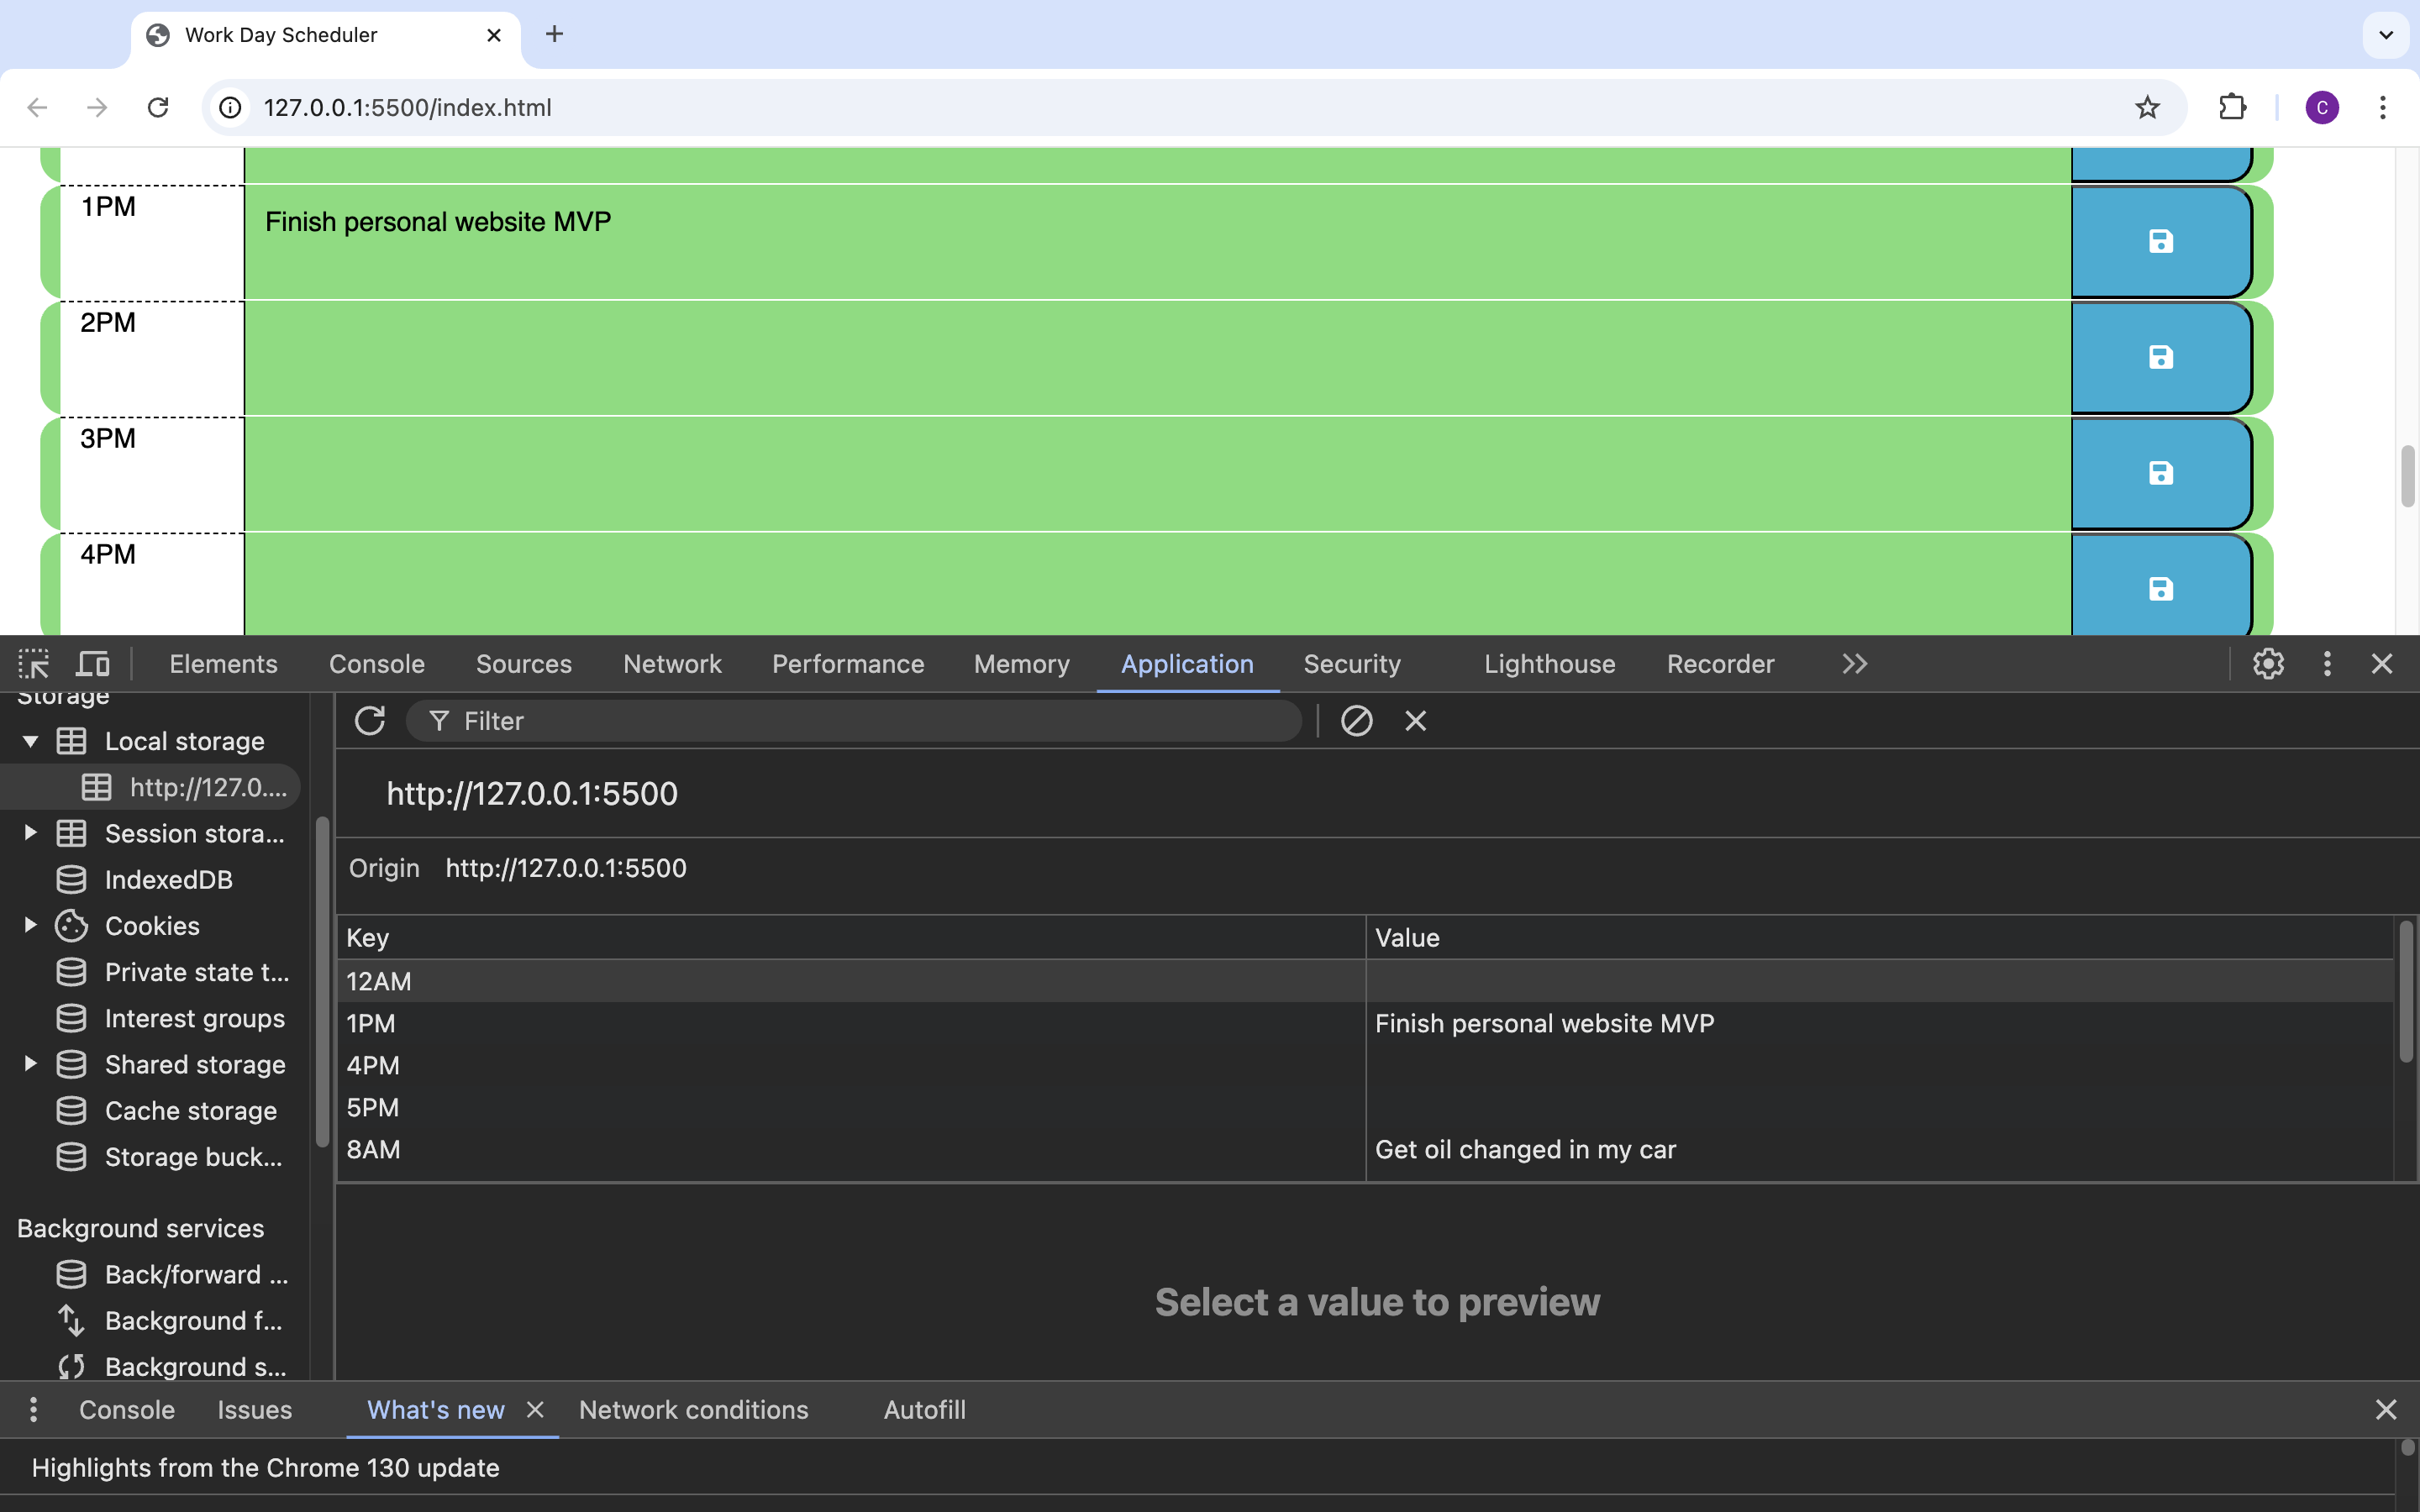 Work Day Scheduler
127.0.0.1:5500/index.html
C
1PM
Finish personal website MVP
2PM
3PM
4PM
Elements Console Sources Network Performance Memory Application Security Lighthouse Recorder
Storage
Filter
Local storage
http://127.0....
http://127.0.0.1:5500
Session stora...
Origin http://127.0.0.1:5500
IndexedDB
Cookies
Key Value
Private state t...
12AM
Interest groups
1PM Finish personal website MVP
Shared storage
4PM
Cache storage
5PM
Storage buck...
8AM Get oil changed in my car
Background services
Back/forward ...
Select a value to preview
Background f...
Background s...
Console Issues What's new Network conditions Autofill
Highlights from the Chrome 130 update